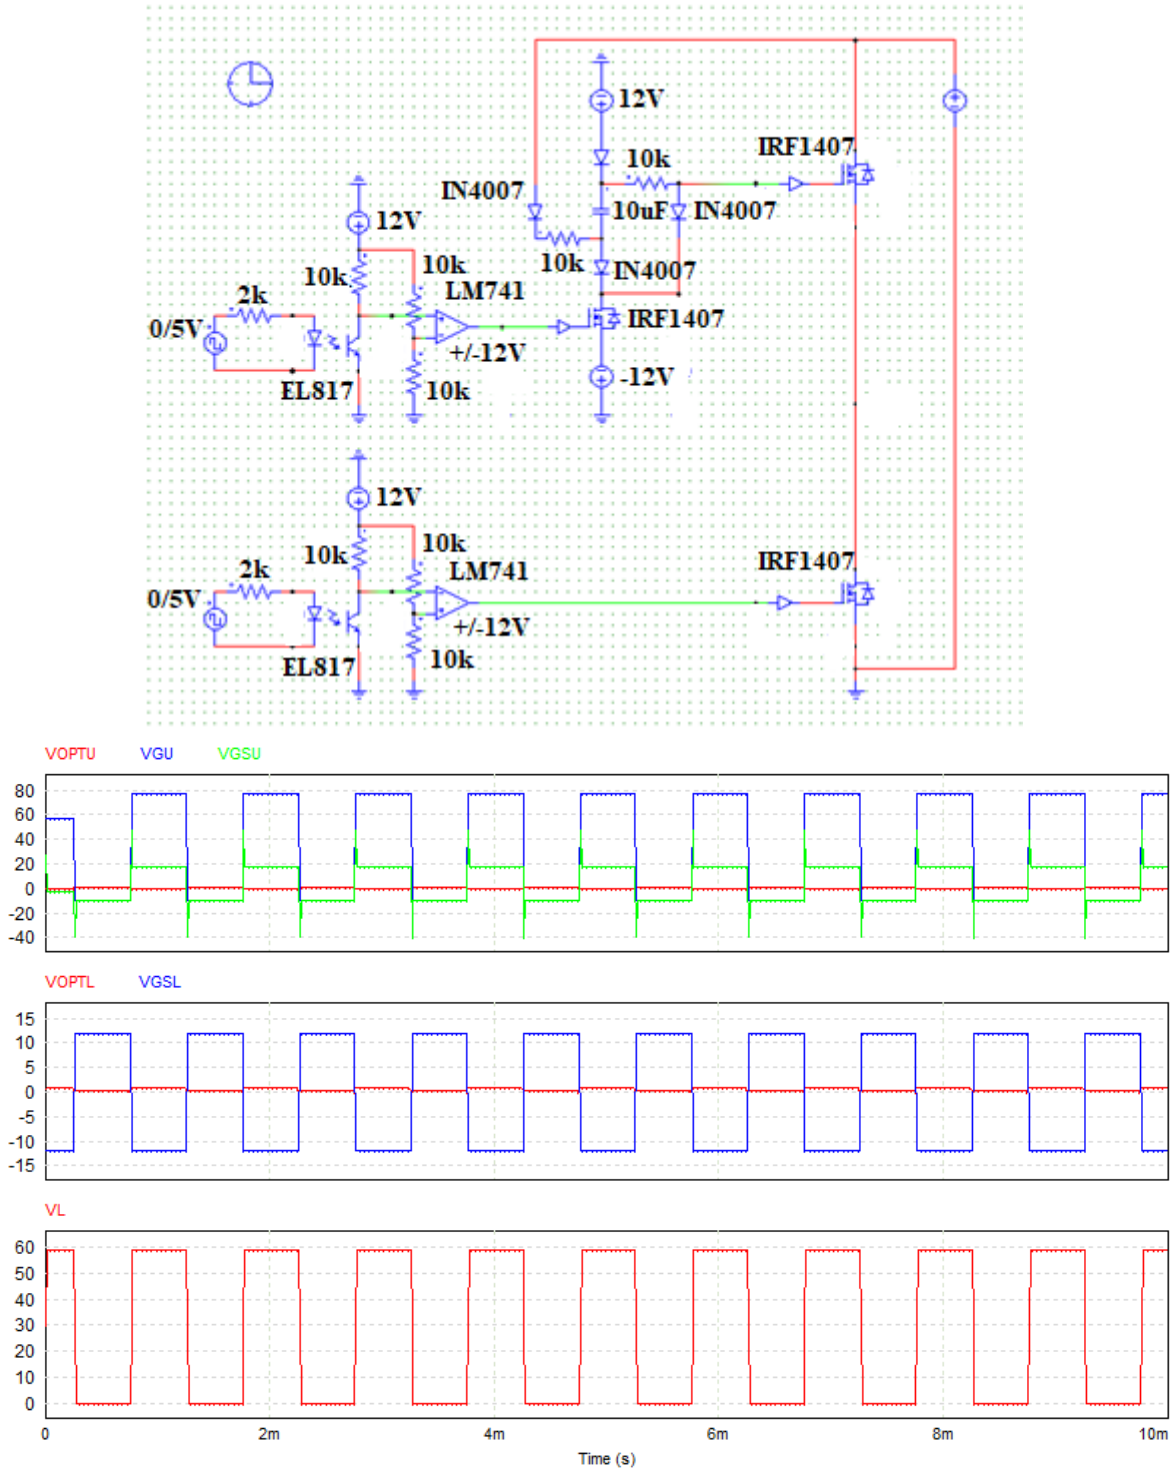 12V
IRF1407
10k
IN4007
10uF
IN4007
12V
10k
IN4007
10k
10k
LM741
IRF1407
2k
0/5V
+/-12V
-12V
EL817
10k
12V
10k
10k
IRF1407
2k
LM741
0/5V
+/-12V
EL817
10k
VOPTU VGU VGSU
80
60
40
20
0
-20
-40
VOPTL VGSL
15
10
5
0
-5
-10
-15
VL
60
50
40
30
20
10
0
0 2m 4m 6m 8m 10m
Time (s)